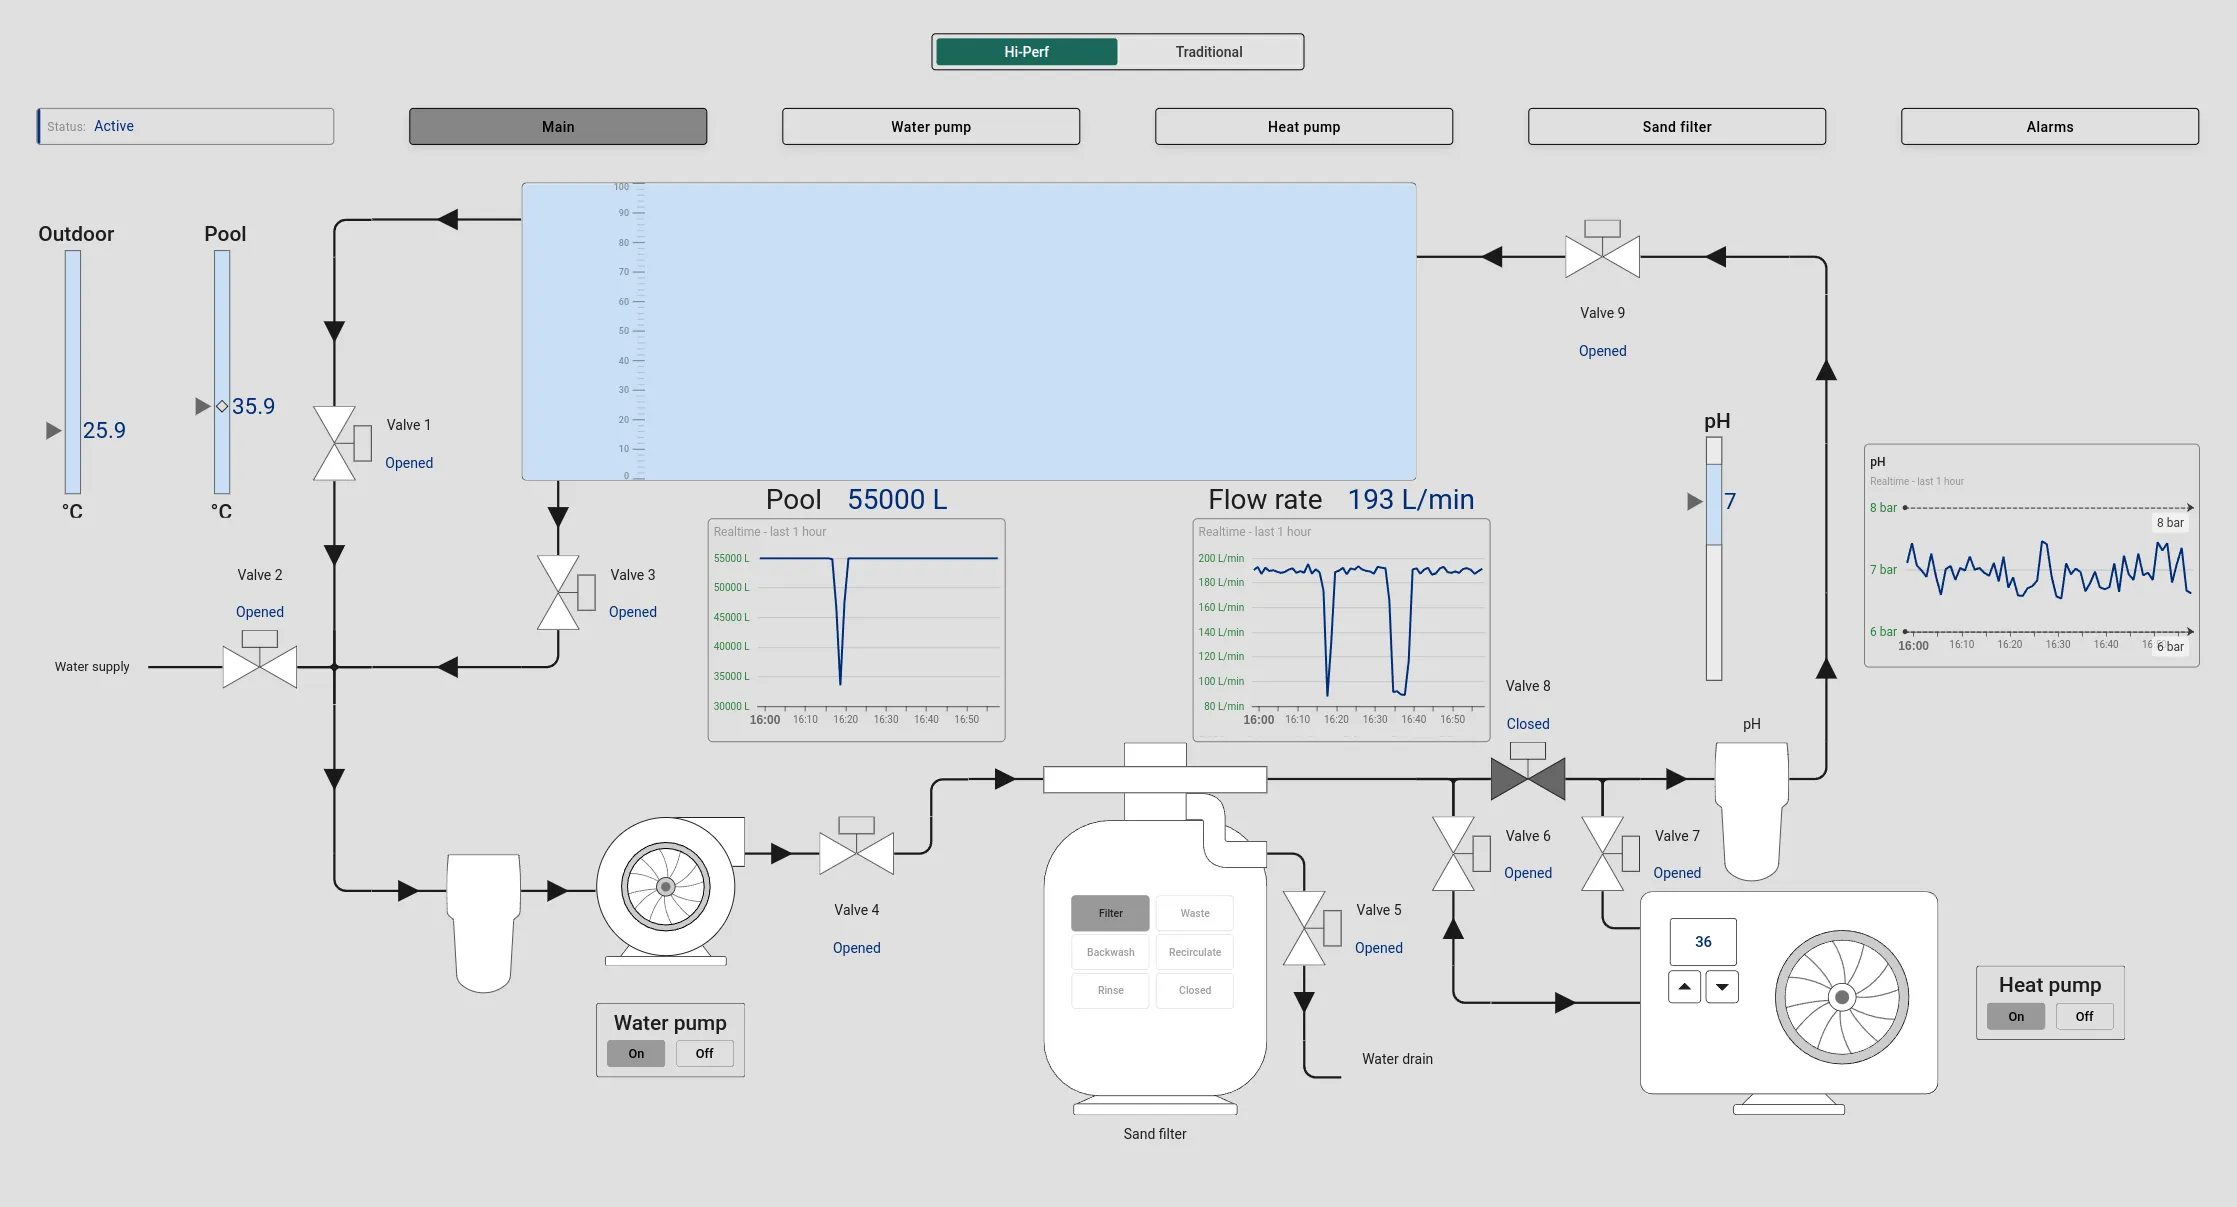 Hi-Perf Traditional
Status: Active Main Water pump Heat pump Sand filter Alarms
Outdoor
25.9
°C
Pool
35.9
°C
100
90
80
70
60
50
40
30
20
10
0
Valve 1
Opened
Valve 2
Opened
Water supply
Valve 3
Opened
Pool 55000 L
Realtime - last 1 hour
55000 L
50000 L
45000 L
40000 L
35000 L
30000 L
16:00 16:10 16:20 16:30 16:40 16:50
Flow rate 193 L/min
Realtime - last 1 hour
200 L/min
180 L/min
160 L/min
140 L/min
120 L/min
100 L/min
80 L/min
16:00 16:10 16:20 16:30 16:40 16:50
Valve 9
Opened
pH
7
pH
Realtime - last 1 hour
8 bar
8 bar
7 bar
6 bar
6 bar
16:00 16:10 16:20 16:30 16:40
Valve 8
Closed
pH
Valve 6
Opened
Valve 7
Opened
Valve 4
Opened
Valve 5
Opened
Filter Waste
Backwash Recirculate
Rinse Closed
Sand filter
Water drain
Water pump
On Off
36
Heat pump
On Off